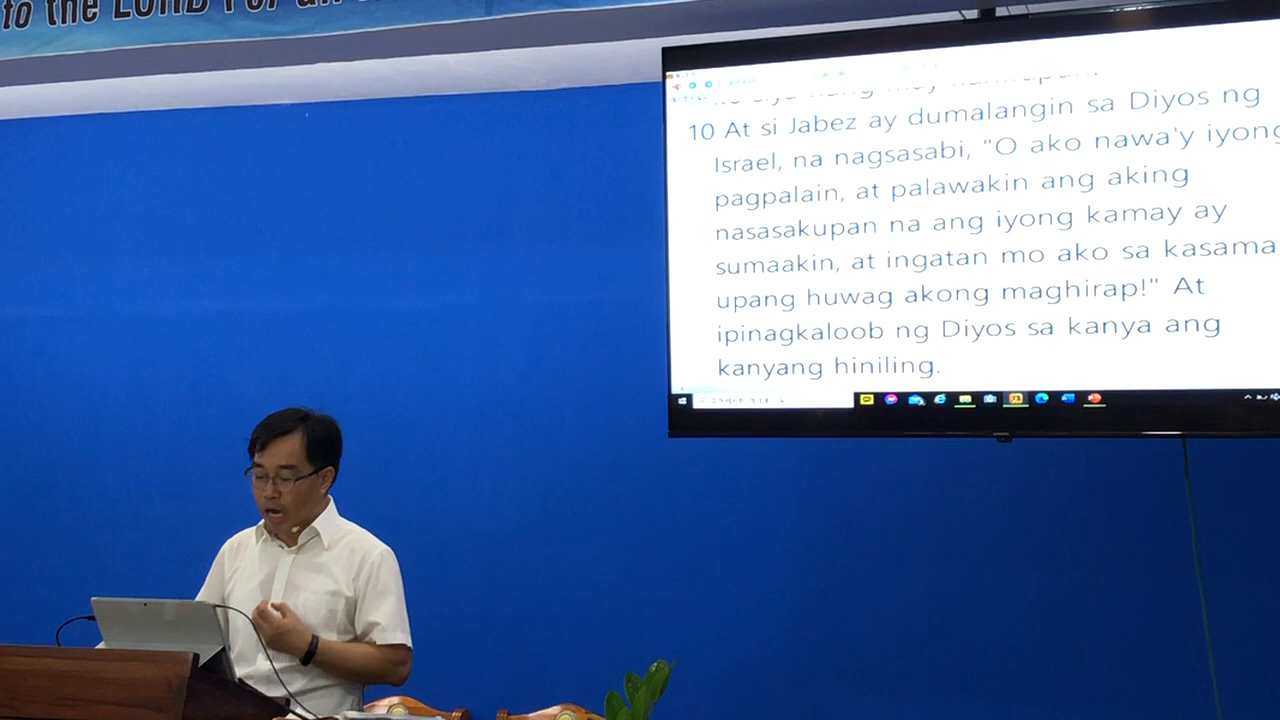 to the LORD For
10 At si Jabez ay dumalangin sa Diyos ng
Israel, na nagsasabi, "O ako nawa'y iyong
pagpalain, at palawakin ang aking
nasasakupan na ang iyong kamay ay
sumaakin, at ingatan mo ako sa kasama
upang huwag akong maghirap!" At
ipinagkaloob ng Diyos sa kanya ang
kanyang hiniling.